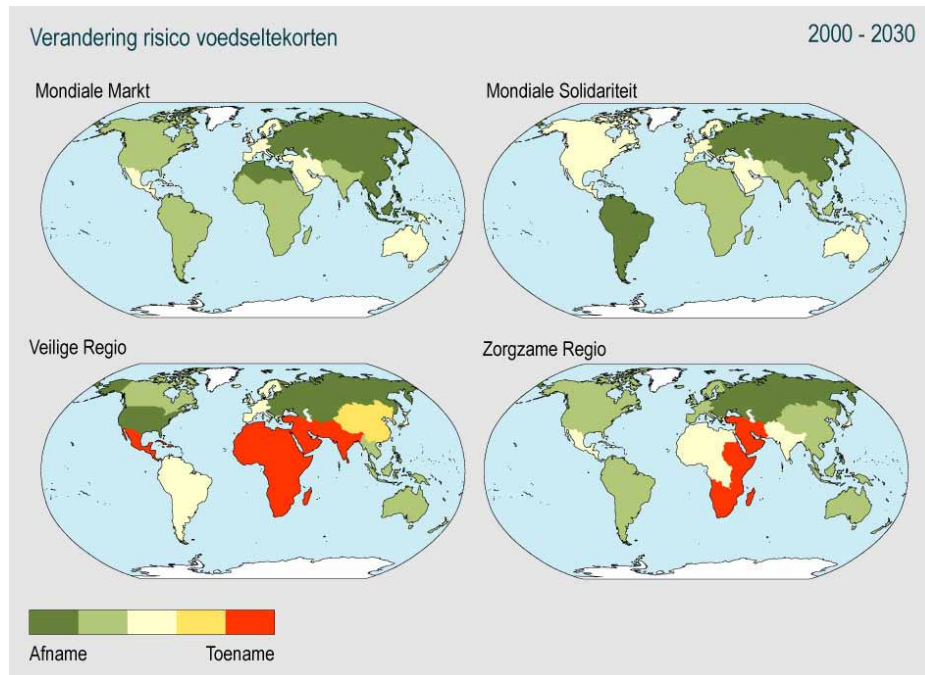 Verandering risico voedseltekorten
2000 - 2030
Mondiale Markt
Mondiale Solidariteit
Veilige Regio
Zorgzame Regio
Afname
Toename